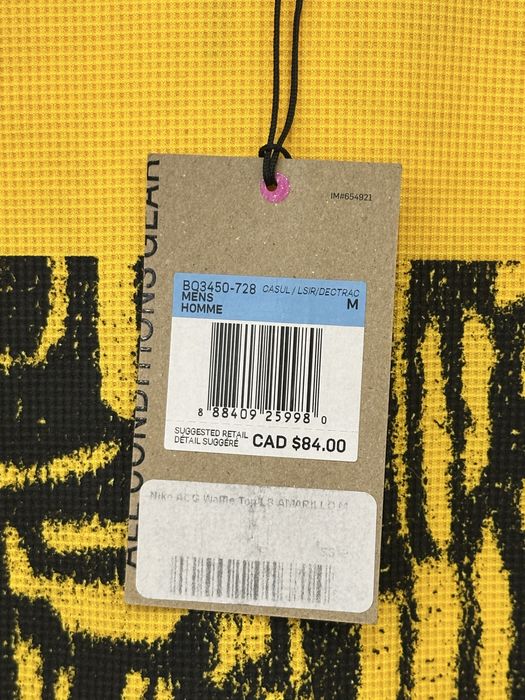 IM#654921
ALL CONDITIONS GEAR
BQ3450-728 CASUL / LSIR/DECTRAC
MENS M
HOMME
8 88409 25998 0
SUGGESTED RETAIL
DÉTAIL SUGGÉRÉ CAD $84.00
Nike ACG Waffle Top LS AMARILLO M